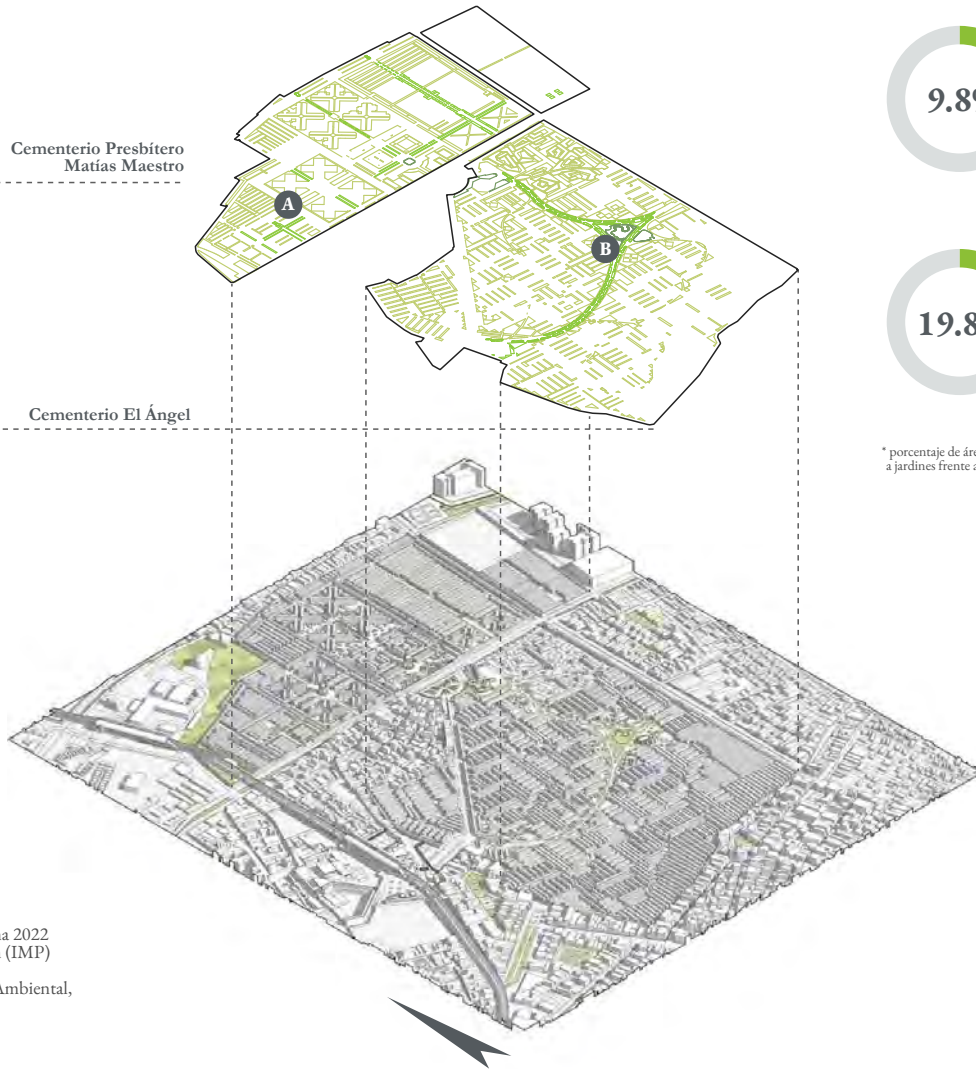 Cementerio Presbítero
Matías Maestro
A
B
9.8%
19.8
Cementerio El Ángel
* porcentaje de áre
a jardines frente a
a 2022
(IMP)
Ambiental,